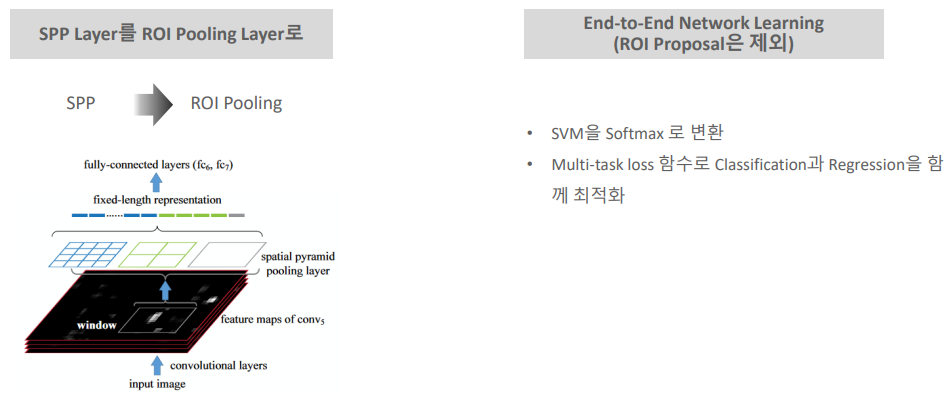 SPP Layer를 ROI Pooling Layer로
SPP
ROI Pooling
fully-connected layers (fc6, fc7)
fixed-length representation
spatial pyramid
pooling layer
window
feature maps of conv5
convolutional layers
input image
End-to-End Network Learning
(ROI Proposal은 제외)
• SVM을 Softmax 로 변환
• Multi-task loss 함수로 Classification과 Regression을 함
께 최적화